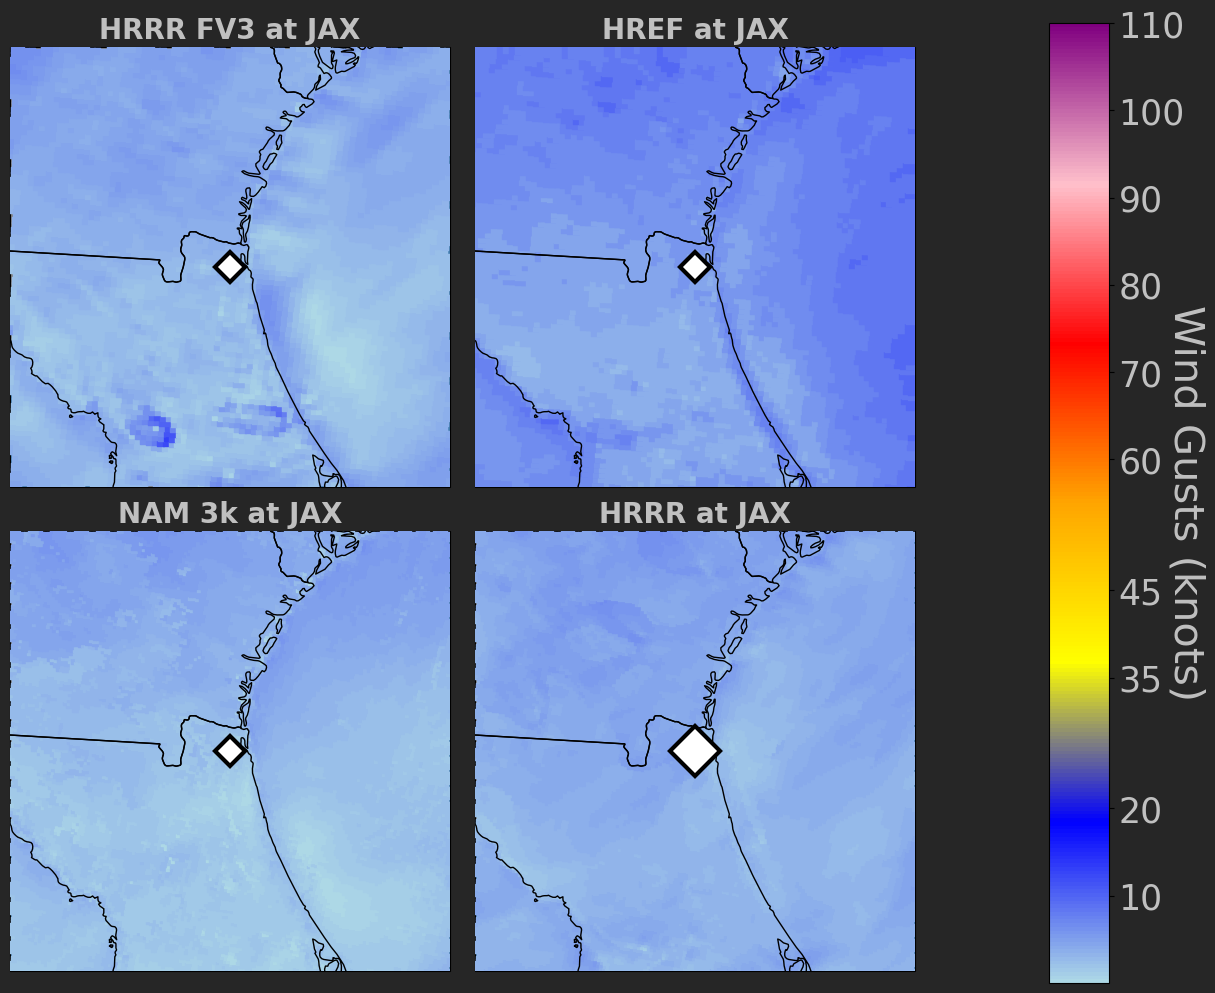 HRRR FV3 at JAX
HREF at JAX
NAM 3k at JAX
HRRR at JAX
110
100
90
80
70
60
45
35
20
10
Wind Gusts (knots)